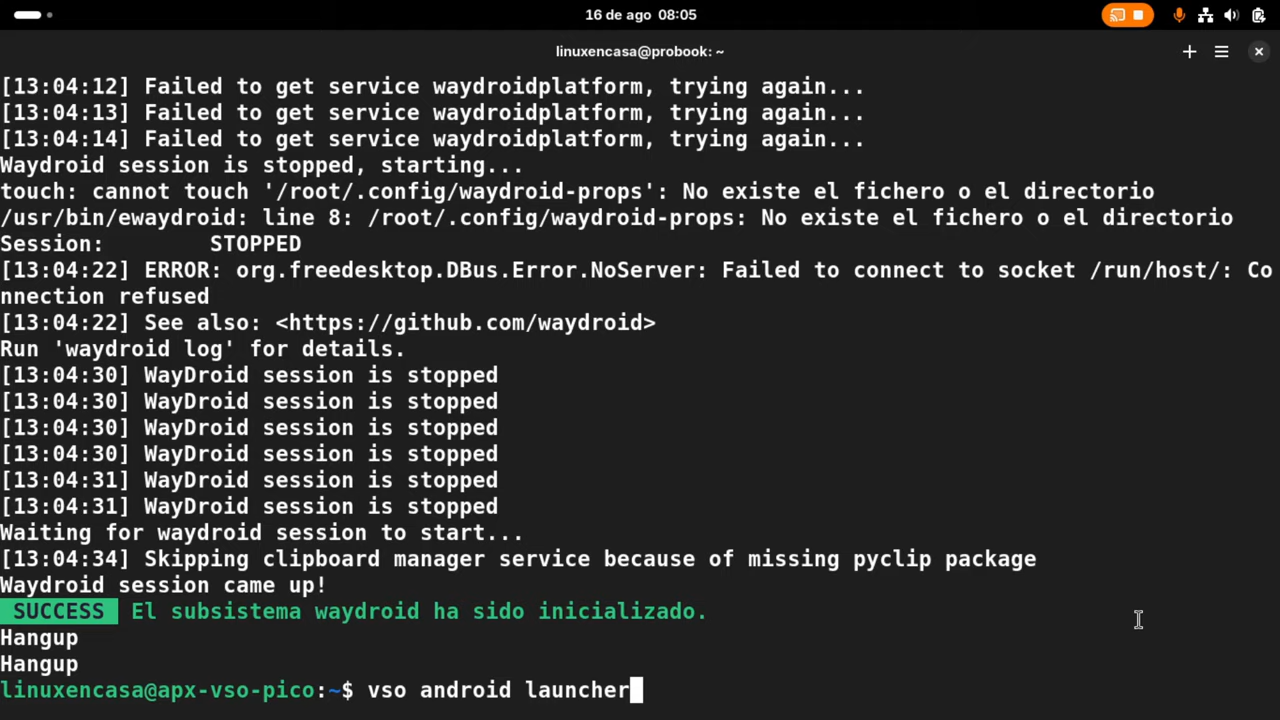 16 de ago 08:05
linuxencasa@probook: ~
[13:04:12] Failed to get service waydroidplatform, trying again...
[13:04:13] Failed to get service waydroidplatform, trying again...
[13:04:14] Failed to get service waydroidplatform, trying again...
Waydroid session is stopped, starting...
touch: cannot touch '/root/.config/waydroid-props': No existe el fichero o el directorio
/usr/bin/ewaydroid: line 8: /root/.config/waydroid-props: No existe el fichero o el directorio
Session:        STOPPED
[13:04:22] ERROR: org.freedesktop.DBus.Error.NoServer: Failed to connect to socket /run/host/: Co
nnection refused
[13:04:22] See also: <https://github.com/waydroid>
Run 'waydroid log' for details.
[13:04:30] WayDroid session is stopped
[13:04:30] WayDroid session is stopped
[13:04:30] WayDroid session is stopped
[13:04:30] WayDroid session is stopped
[13:04:31] WayDroid session is stopped
[13:04:31] WayDroid session is stopped
Waiting for waydroid session to start...
[13:04:34] Skipping clipboard manager service because of missing pyclip package
Waydroid session came up!
SUCCESS El subsistema waydroid ha sido inicializado.
Hangup
Hangup
linuxencasa@apx-vso-pico:~$ vso android launcher